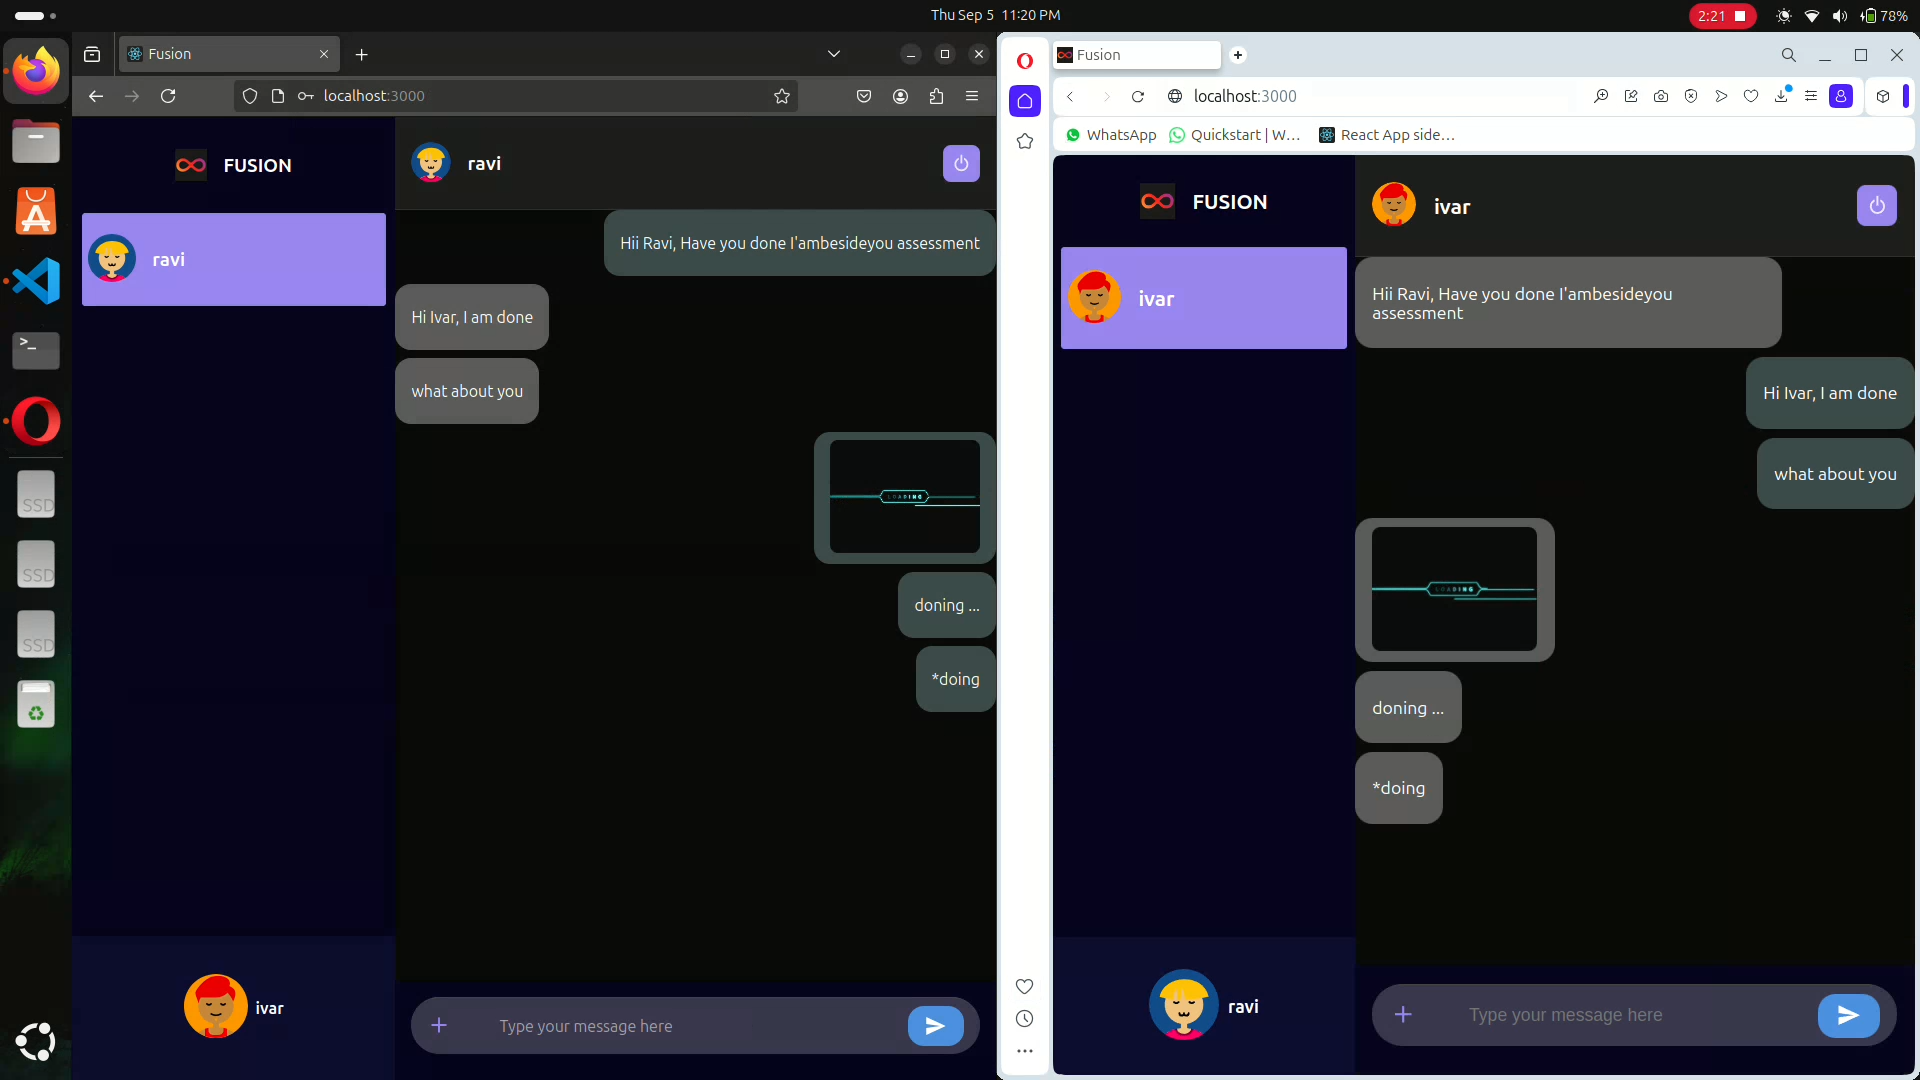 Thu Sep 5 11:20 PM
2:21
78%
Fusion
localhost:3000
FUSION
ravi
ravi
Hii Ravi, Have you done I'ambesideyou assessment
Hi Ivar, I am done
what about you
LOADING
doning ...
*doing
ivar
Type your message here
SSD
SSD
SSD
Fusion
localhost:3000
WhatsApp
Quickstart | W...
React App side...
FUSION
ivar
ivar
Hii Ravi, Have you done I'ambesideyou
assessment
Hi Ivar, I am done
what about you
LOADING
doning ...
*doing
ravi
Type your message here